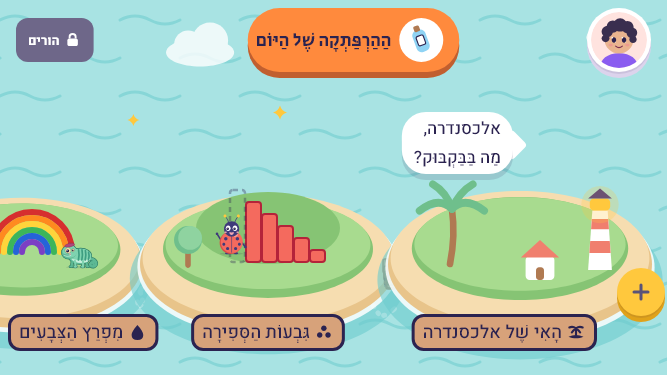 הַהַרְפַּתְקָה שֶׁל הַיּוֹם
הורים
אלכסנדרה,
מַה בַּבַּקְבּוּק?
הָאִי שֶׁל אלכסנדרה
גִּבְעוֹת הַסְּפִירָה
מִפְרַץ הַצְּבָעִים